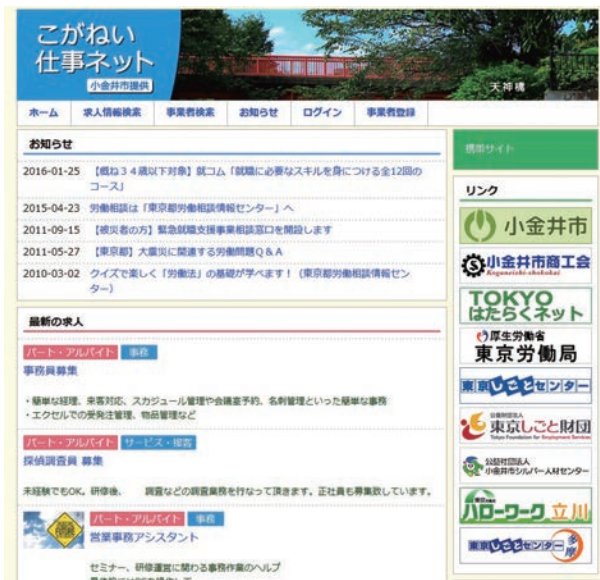 こがねい
仕事ネット
小金井市提供
天神橋
ホーム 求人情報検索 事業者検索 お知らせ ログイン 事業者登録
お知らせ
2016-01-25 【概ね34歳以下対象】就コム「就職に必要なスキルを身につける全12回の
コース」
2015-04-23 労働相談は「東京都労働相談情報センター」へ
2011-09-15 【被災者の方】緊急就職支援事業相談窓口を開設します
2011-05-27 【東京都】大震災に関連する労働問題Q&A
2010-03-02 クイズで楽しく「労働法」の基礎が学べます!(東京都労働相談情報セン
ター)
最新の求人
パート・アルバイト 事務
事務員募集
・簡単な経理、来客対応、スカジュール管理や会議室予約、名刺管理といった簡単な事務
・エクセルでの受発注管理、物品管理など
パート・アルバイト サービス・接客
探偵調査員 募集
未経験でもOK。研修後、 調査などの調査業務を行なって頂きます。正社員も募集致しています。
パート・アルバイト 事務
営業事務アシスタント
セミナー、研修運営に関わる事務作業のヘルプ
携帯サイト
リンク
小金井市
小金井市商工会
Koganeishi-shokokai
TOKYO
はたらくネット
厚生労働省
東京労働局
東京しごとセンター
公益財団法人
東京しごと財団
Tokyo Foundation for Employment Services
公益社団法人
小金井市シルバー人材センター
ハローワーク立川
東京しごとセンター多摩